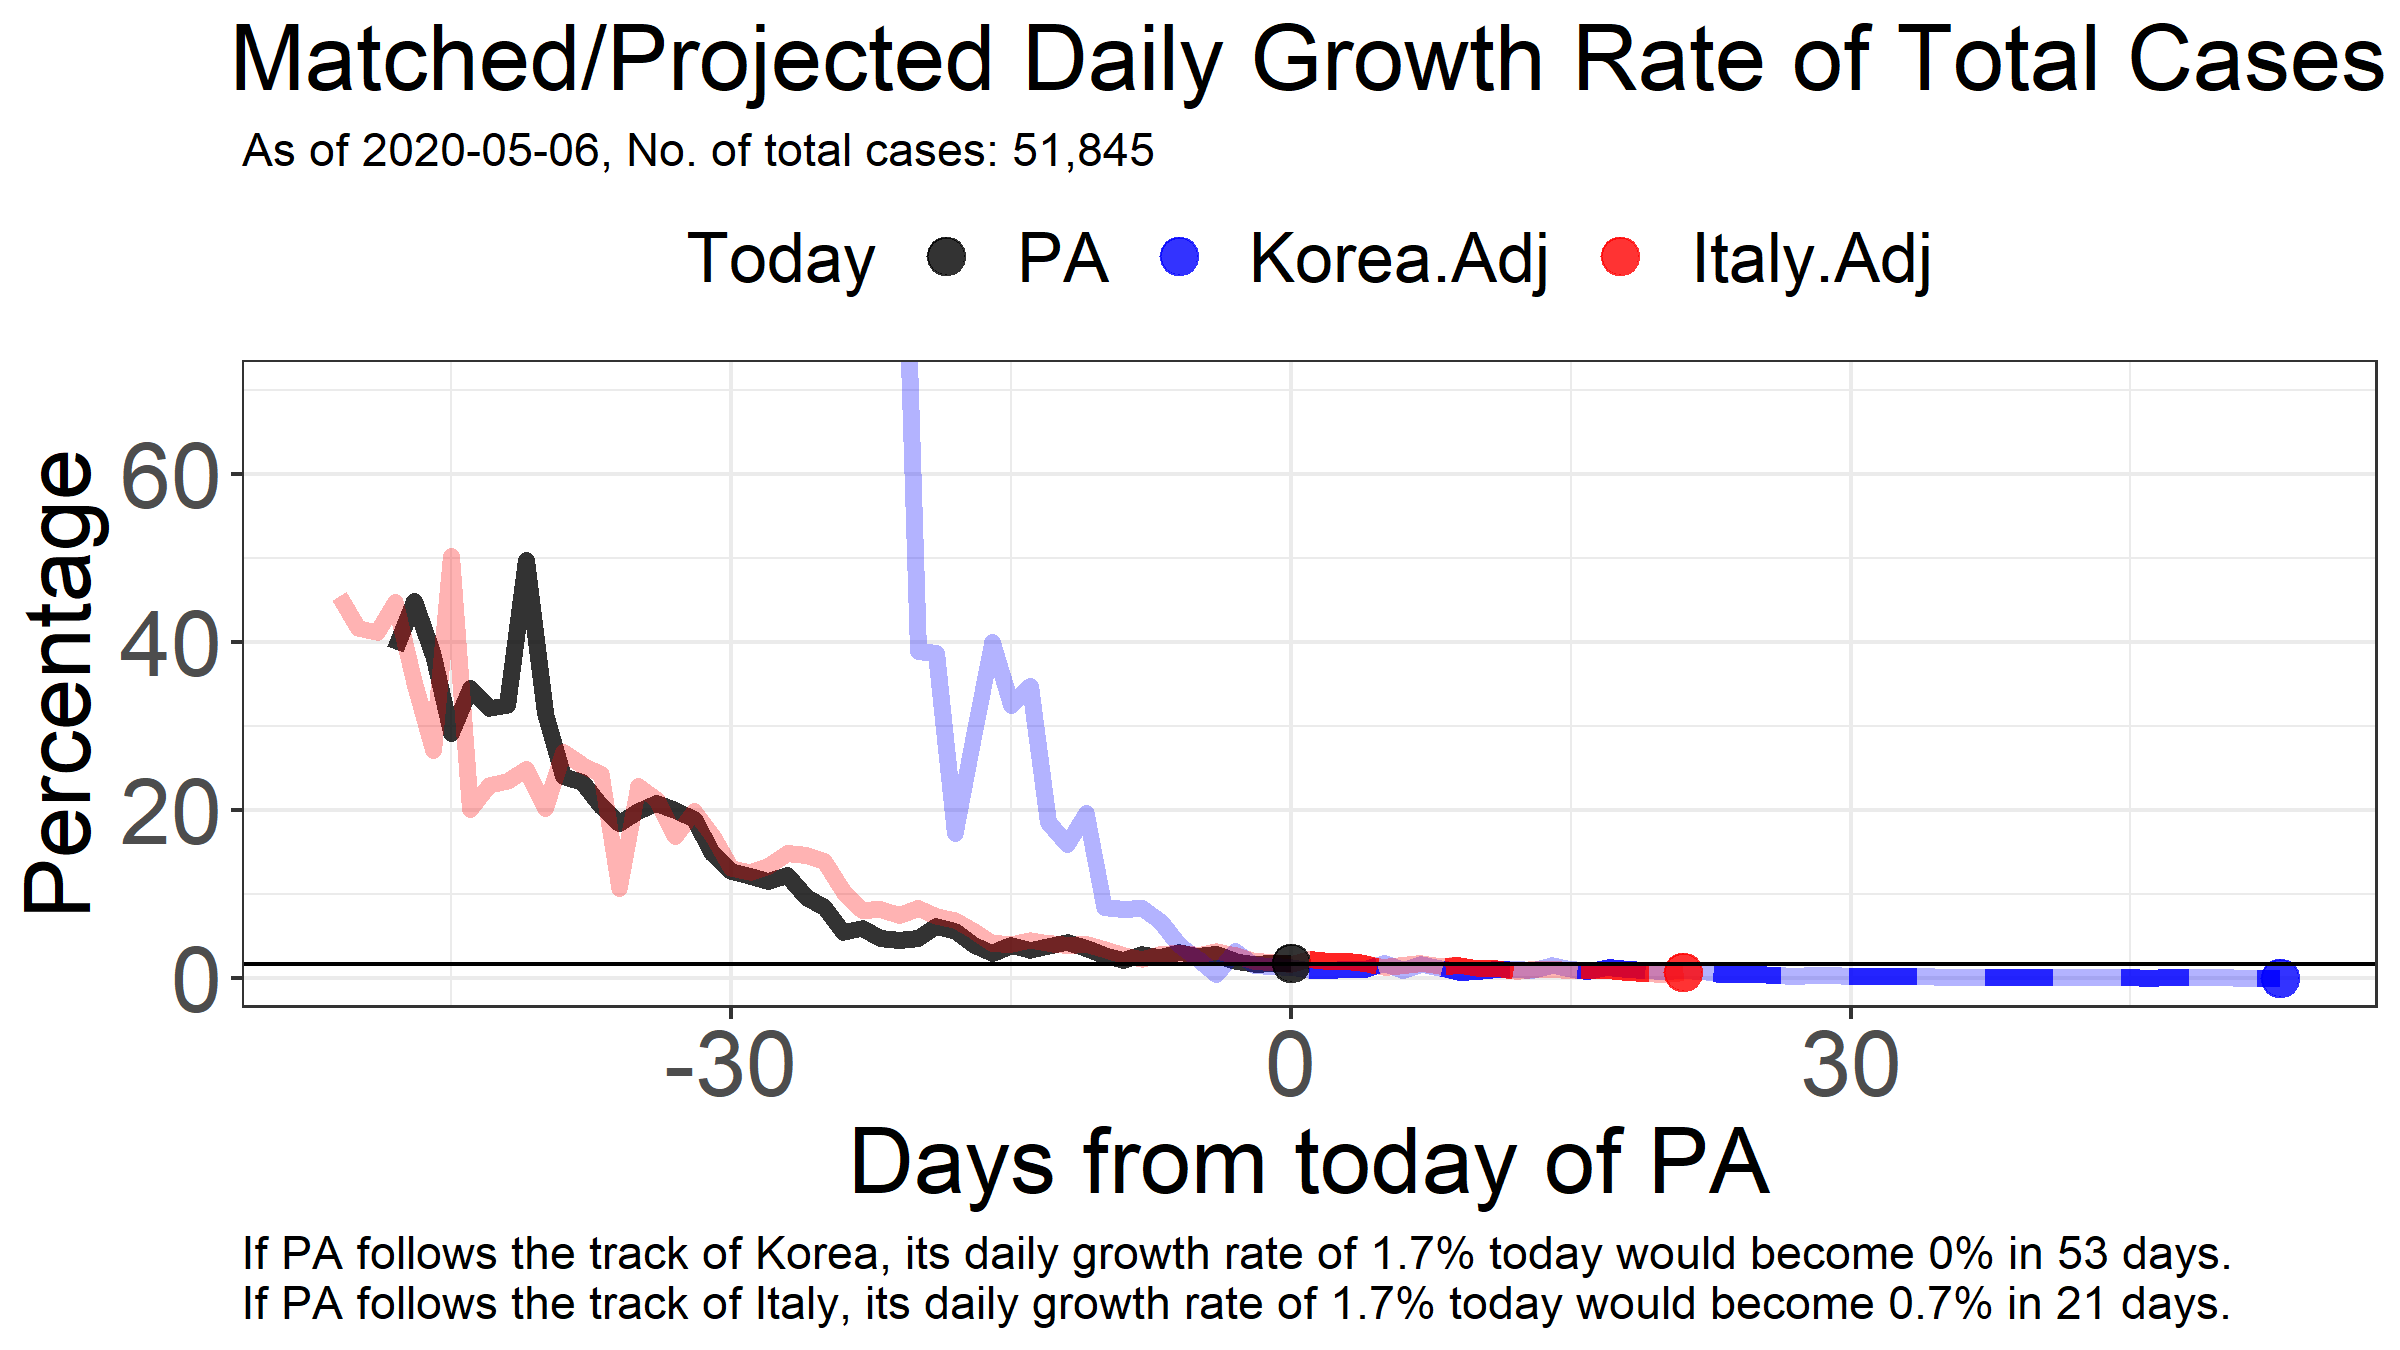 Matched/Projected Daily Growth Rate of Total Cases
As of 2020-05-06, No. of total cases: 51,845
Today PA Korea.Adj Italy.Adj
Percentage
60
40
20
0
-30 0 30
Days from today of PA
If PA follows the track of Korea, its daily growth rate of 1.7% today would become 0% in 53 days.
If PA follows the track of Italy, its daily growth rate of 1.7% today would become 0.7% in 21 days.